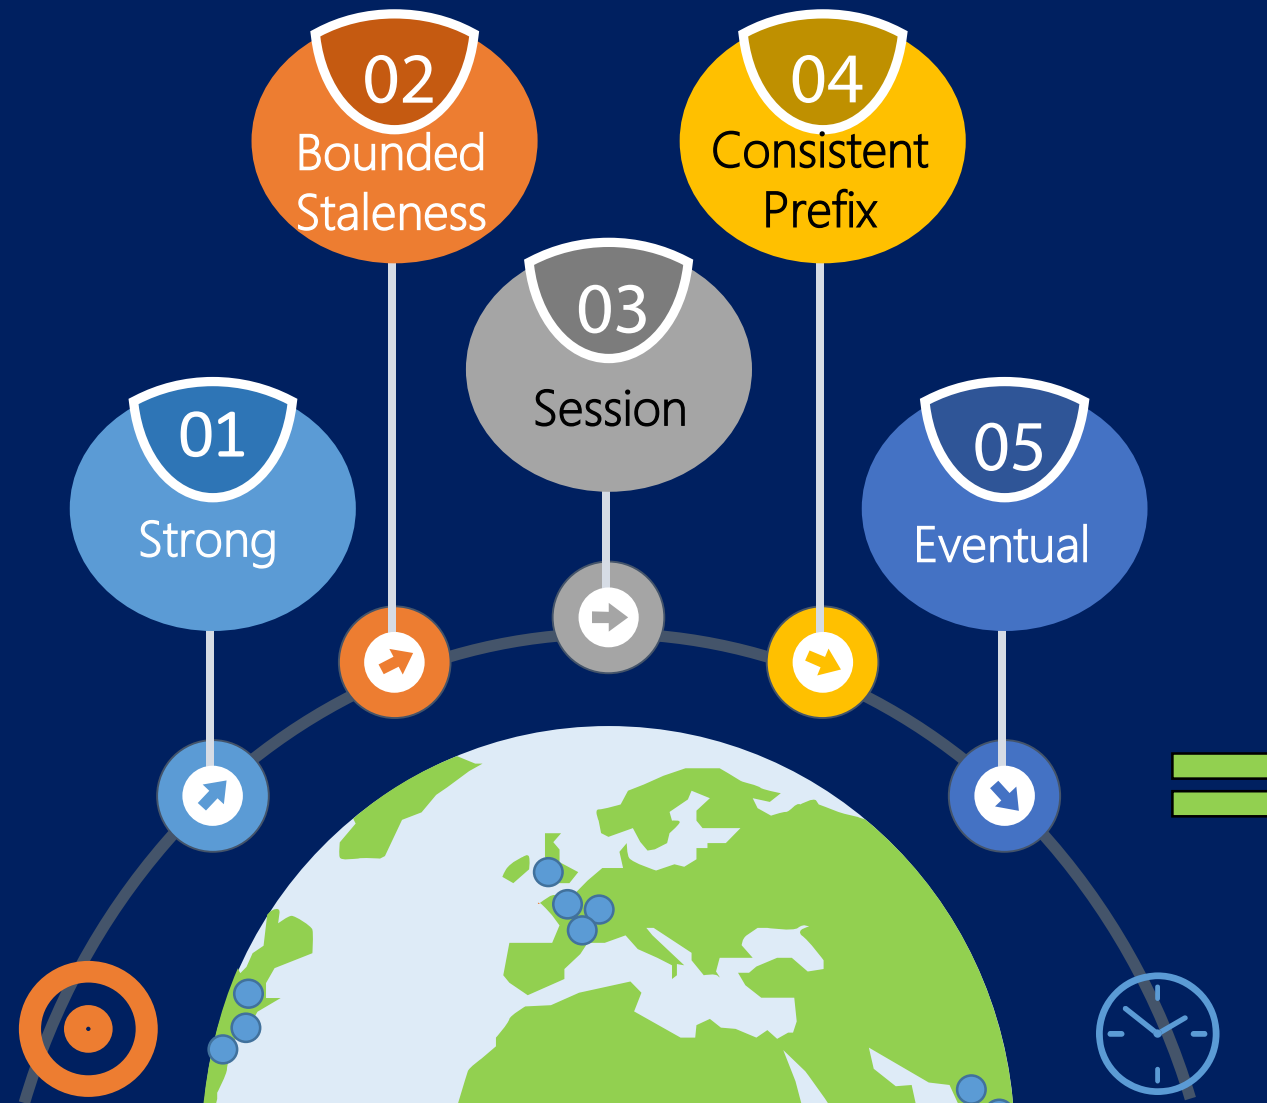 01
Strong
02
Bounded
Staleness
03
Session
04
Consistent
Prefix
05
Eventual